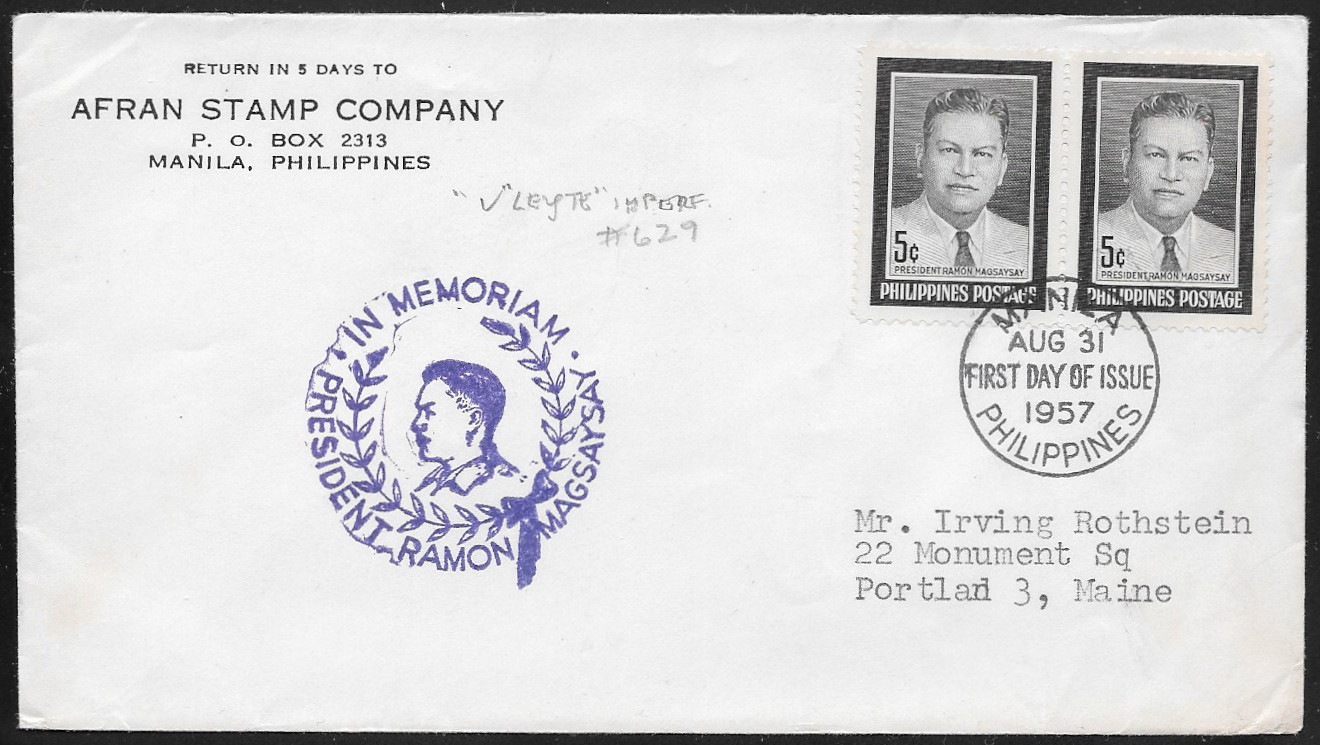 RETURN IN 5 DAYS TO
AFRAN STAMP COMPANY
P. O. BOX 2313
MANILA, PHILIPPINES
5¢
PRESIDENT RAMON MAGSAYSAY
PHILIPPINES POSTAGE
5¢
PRESIDENT RAMON MAGSAYSAY
PHILIPPINES POSTAGE
"✓"LEYTE" IMPERF.
#629
• IN MEMORIAM •
PRESIDENT RAMON MAGSAYSAY
MANILA
AUG 31
FIRST DAY OF ISSUE
1957
PHILIPPINES
Mr. Irving Rothstein
22 Monument Sq
Portlad 3, Maine